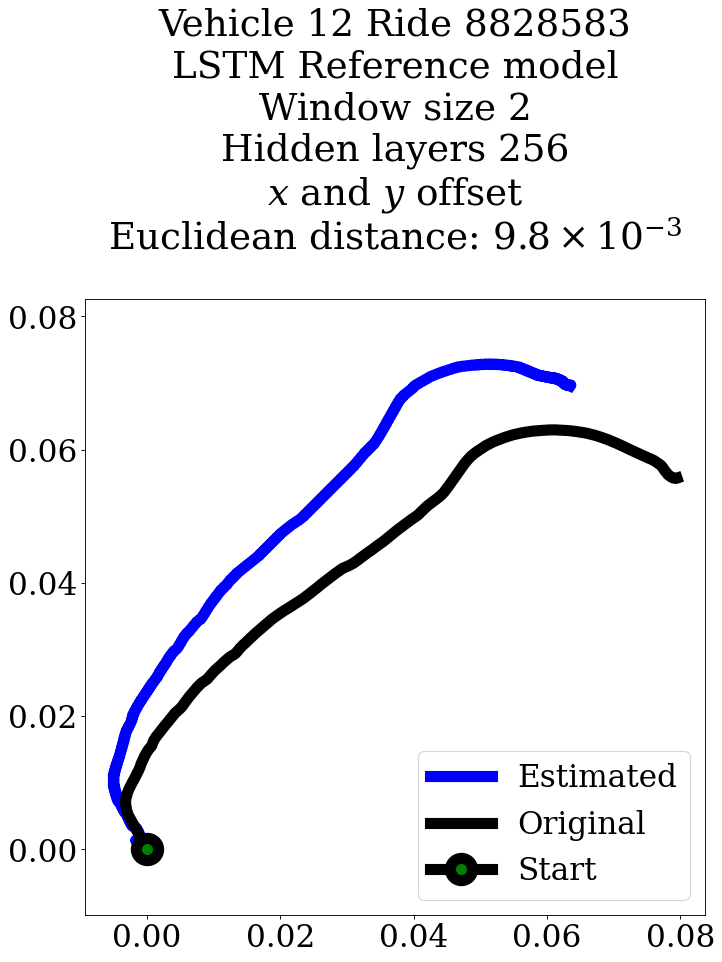 Vehicle 12 Ride 8828583
LSTM Reference model
Window size 2
Hidden layers 256
x and y offset
Euclidean distance: 9.8 × 10⁻³
0.08
0.06
0.04
0.02
0.00
Estimated
Original
Start
0.00 0.02 0.04 0.06 0.08